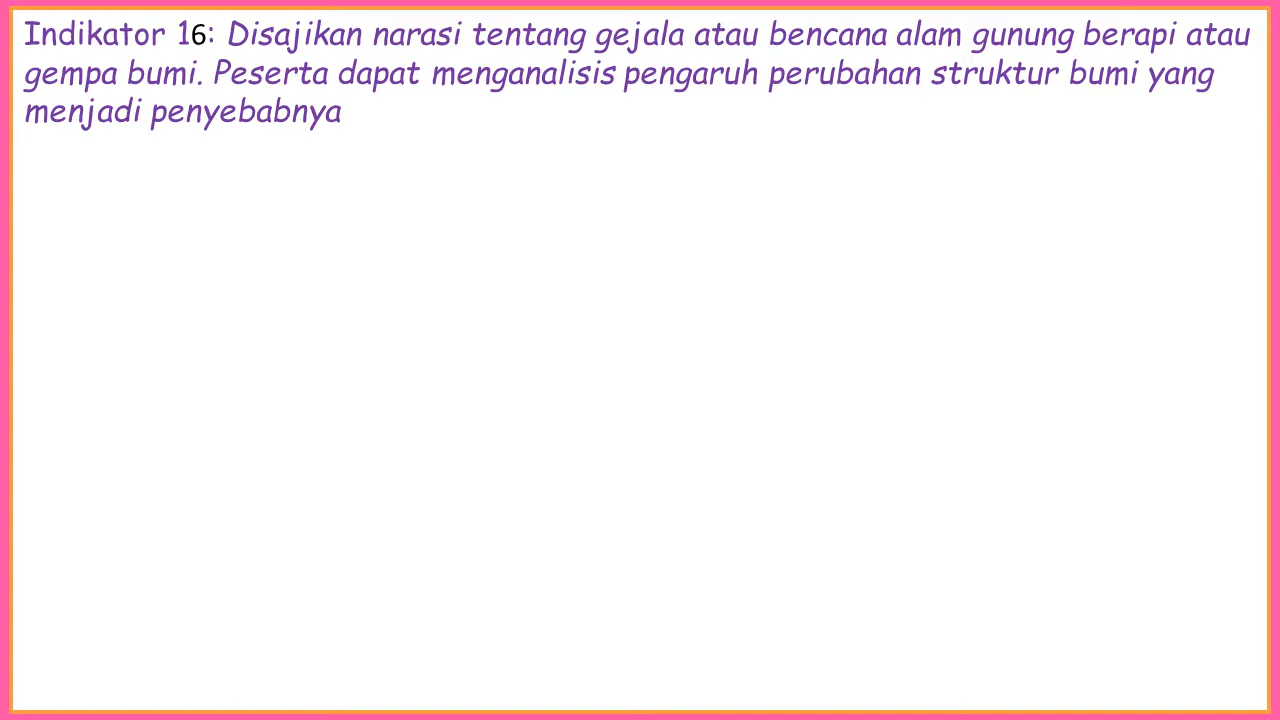 Indikator 16: Disajikan narasi tentang gejala atau bencana alam gunung berapi atau
gempa bumi. Peserta dapat menganalisis pengaruh perubahan struktur bumi yang
menjadi penyebabnya